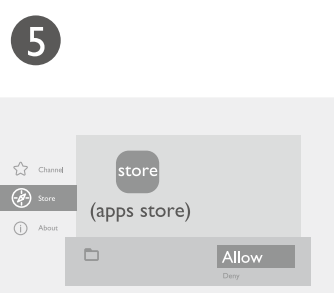 5
Channel
store
Store
(apps store)
About
Allow
Deny